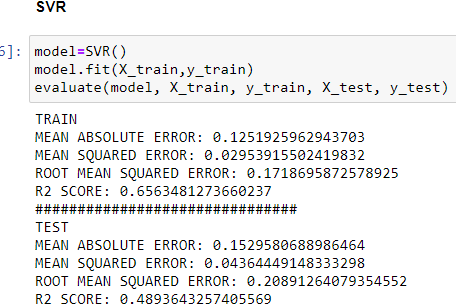 SVR
6]: model=SVR()
model.fit(X_train,y_train)
evaluate(model, X_train, y_train, X_test, y_test)
TRAIN
MEAN ABSOLUTE ERROR: 0.1251925962943703
MEAN SQUARED ERROR: 0.02953915502419832
ROOT MEAN SQUARED ERROR: 0.1718695872578925
R2 SCORE: 0.6563481273660237
###############################
TEST
MEAN ABSOLUTE ERROR: 0.1529580688986464
MEAN SQUARED ERROR: 0.04364449148333298
ROOT MEAN SQUARED ERROR: 0.20891264079354552
R2 SCORE: 0.4893643257405569